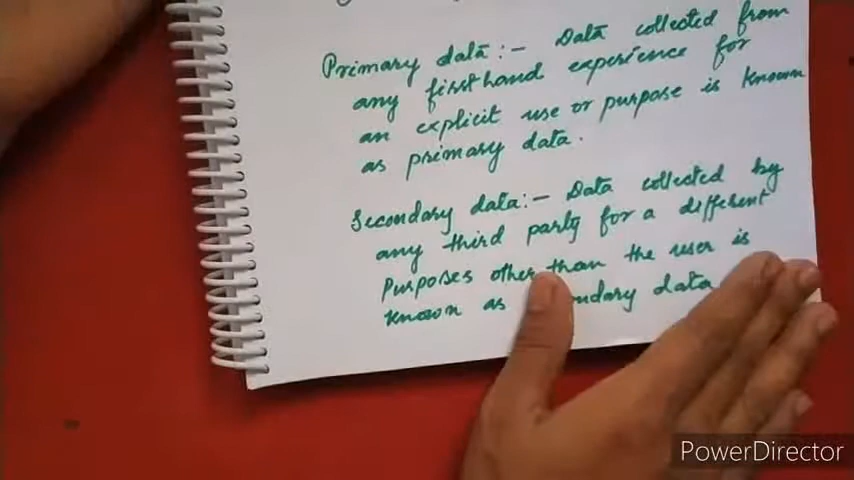 Primary data :- Data collected from
any firsthand experience for
an explicit use or purpose is known
as primary data.
Secondary data :- Data collected by
any third party for a different
purposes other than the user is
known as ndary data
PowerDirector